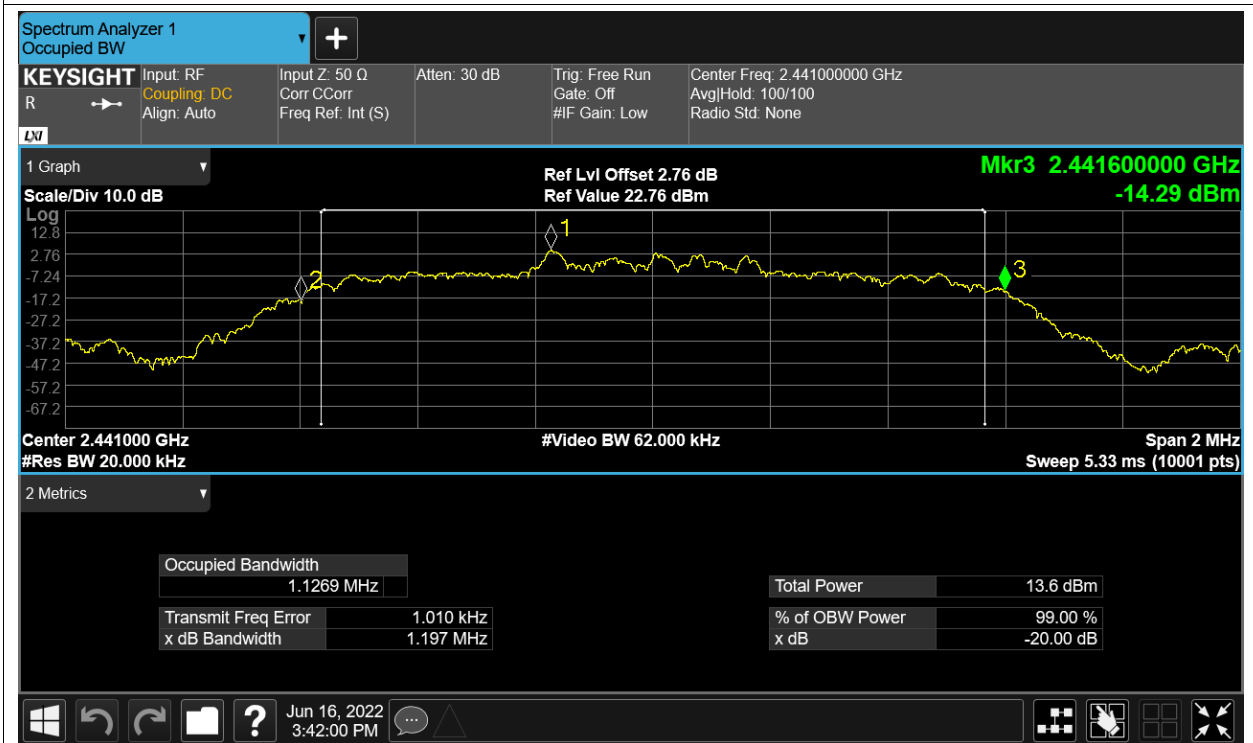 Spectrum Analyzer 1
Occupied BW
KEYSIGHT Input: RF Input Z: 50 Ω Atten: 30 dB Trig: Free Run Center Freq: 2.441000000 GHz
R Coupling: DC Corr CCorr Gate: Off Avg|Hold: 100/100
Align: Auto Freq Ref: Int (S) #IF Gain: Low Radio Std: None
LXI
1 Graph Ref Lvl Offset 2.76 dB Mkr3 2.441600000 GHz
Scale/Div 10.0 dB Ref Value 22.76 dBm -14.29 dBm
Log
12.8
2.76
-7.24
-17.2
-27.2
-37.2
-47.2
-57.2
-67.2
1
2
3
Center 2.441000 GHz #Video BW 62.000 kHz Span 2 MHz
#Res BW 20.000 kHz Sweep 5.33 ms (10001 pts)
2 Metrics
Occupied Bandwidth
1.1269 MHz Total Power 13.6 dBm
Transmit Freq Error 1.010 kHz % of OBW Power 99.00 %
x dB Bandwidth 1.197 MHz x dB -20.00 dB
? Jun 16, 2022
3:42:00 PM